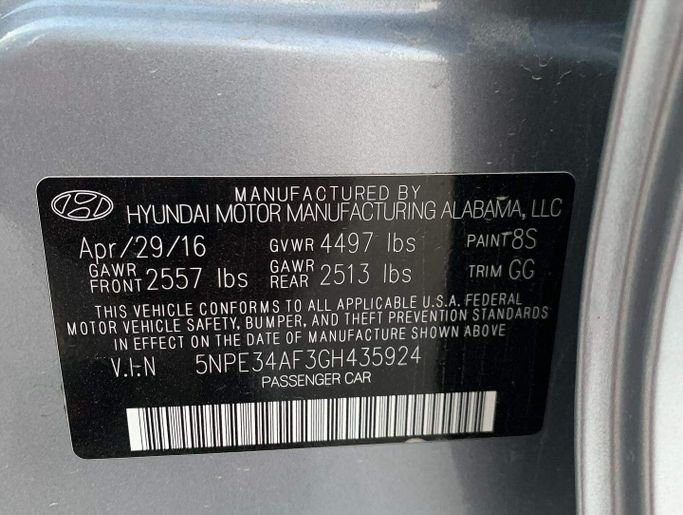 MANUFACTURED BY
HYUNDAI MOTOR MANUFACTURING ALABAMA, LLC
Apr/29/16 GVWR 4497 lbs PAINT 8S
GAWR FRONT 2557 lbs GAWR REAR 2513 lbs TRIM GG
THIS VEHICLE CONFORMS TO ALL APPLICABLE U.S.A. FEDERAL
MOTOR VEHICLE SAFETY, BUMPER, AND THEFT PREVENTION STANDARDS
IN EFFECT ON THE DATE OF MANUFACTURE SHOWN ABOVE
V.I.N 5NPE34AF3GH435924
PASSENGER CAR